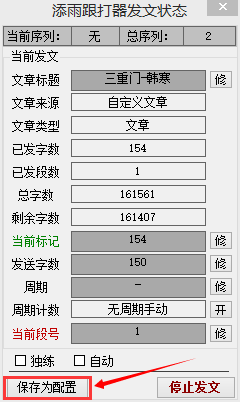 添雨跟打器发文状态
当前序列: 无 总序列: 2
当前发文
文章标题 三重门-韩寒 修
文章来源 自定义文章
文章类型 文章
已发字数 154
已发段数 1
总字数 161561
剩余字数 161407
当前标记 154 修
发送字数 150 修
周期 - 修
周期计数 无周期手动 开
当前段号 1 修
独练 自动
保存为配置 停止发文